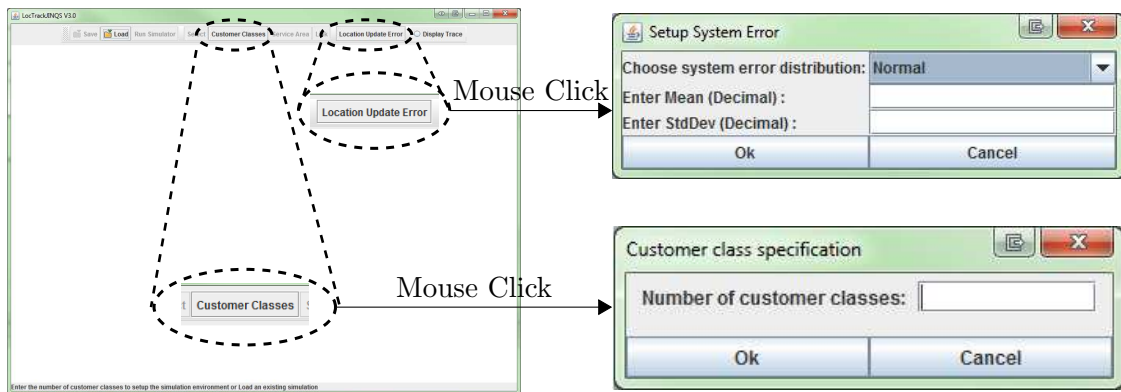 LocTrackJINQS V3.0
Save Load Run Simulator Select Customer Classes Service Area Link Location Update Error Display Trace
Location Update Error
Mouse Click
Setup System Error
Choose system error distribution: Normal
Enter Mean (Decimal) :
Enter StdDev (Decimal) :
Ok Cancel
t Customer Classes S
Mouse Click
Customer class specification
Number of customer classes:
Ok Cancel
Enter the number of customer classes to setup the simulation environment or Load an existing simulation